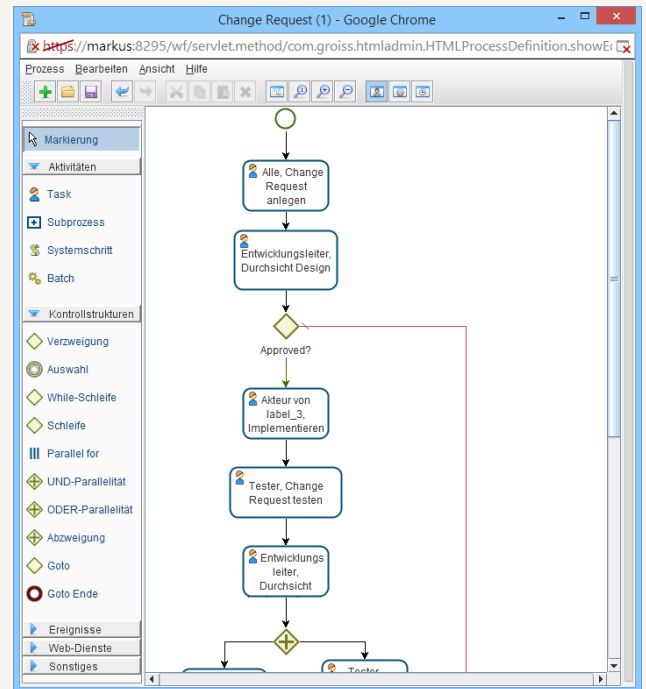 Change Request (1) - Google Chrome
https://markus:8295/wf/servlet.method/com.groiss.htmladmin.HTMLProcessDefinition.showE
Prozess Bearbeiten Ansicht Hilfe
Markierung
Aktivitäten
Task
Subprozess
Systemschritt
Batch
Kontrollstrukturen
Verzweigung
Auswahl
While-Schleife
Schleife
Parallel for
UND-Parallelität
ODER-Parallelität
Abzweigung
Goto
Goto Ende
Ereignisse
Web-Dienste
Sonstiges
Alle, Change
Request
anlegen
Entwicklungsleiter,
Durchsicht Design
Approved?
Akteur von
label_3,
Implementieren
Tester, Change
Request testen
Entwicklungs
leiter,
Durchsicht
Tester